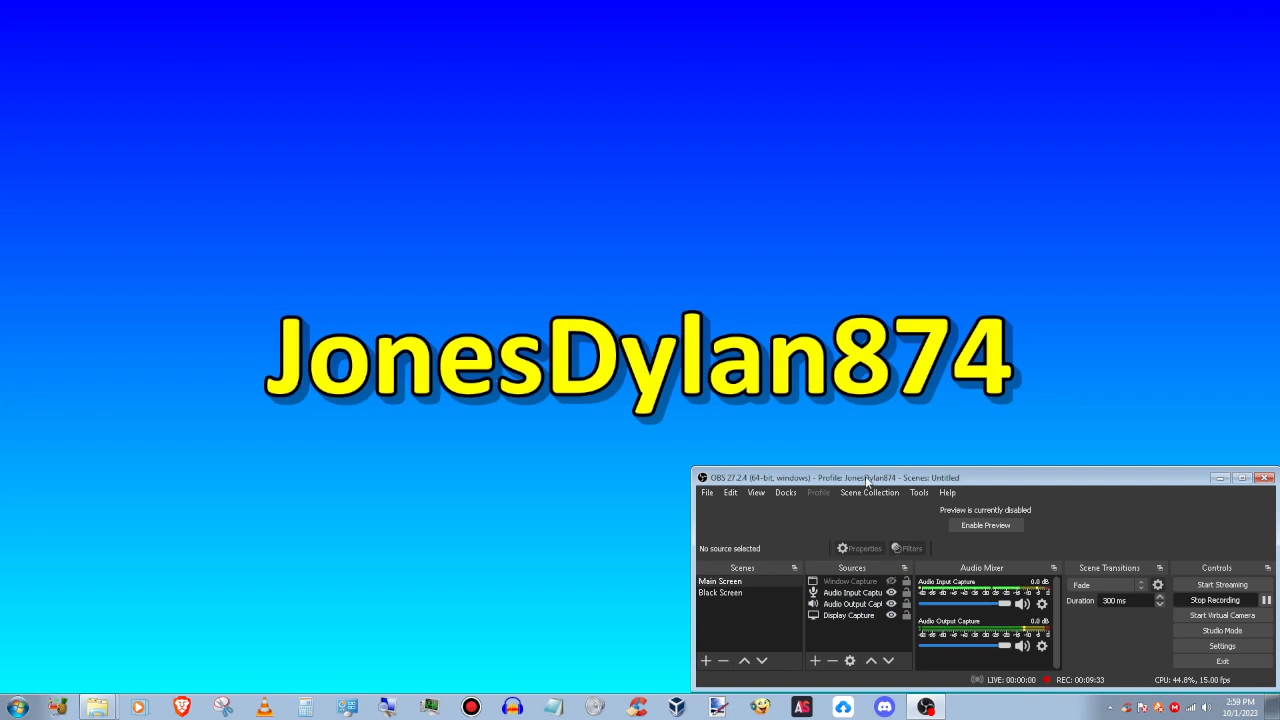 JonesDylan874
OBS 27.2.4 (64-bit, windows) - Profile: JonesDylan874 - Scenes: Untitled
File Edit View Docks Profile Scene Collection Tools Help
Preview is currently disabled
Enable Preview
No source selected
Properties
Filters
Scenes
Main Screen
Black Screen
Sources
Window Capture
Audio Input Captu
Audio Output Capt
Display Capture
Audio Mixer
Audio Input Capture 0.0 dB
Audio Output Capture 0.0 dB
Scene Transitions
Fade
Duration 300 ms
Controls
Start Streaming
Stop Recording
Start Virtual Camera
Studio Mode
Settings
Exit
LIVE: 00:00:00 REC: 00:09:33 CPU: 44.8%, 15.00 fps
AS
2:59 PM
10/1/2023